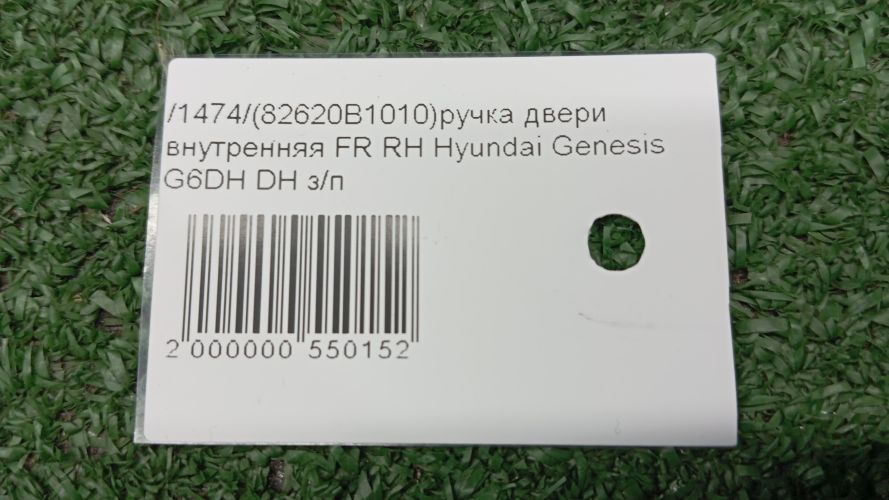 /1474/(82620B1010)ручка двери
внутренняя FR RH Hyundai Genesis
G6DH DH з/п
2 000000 550152